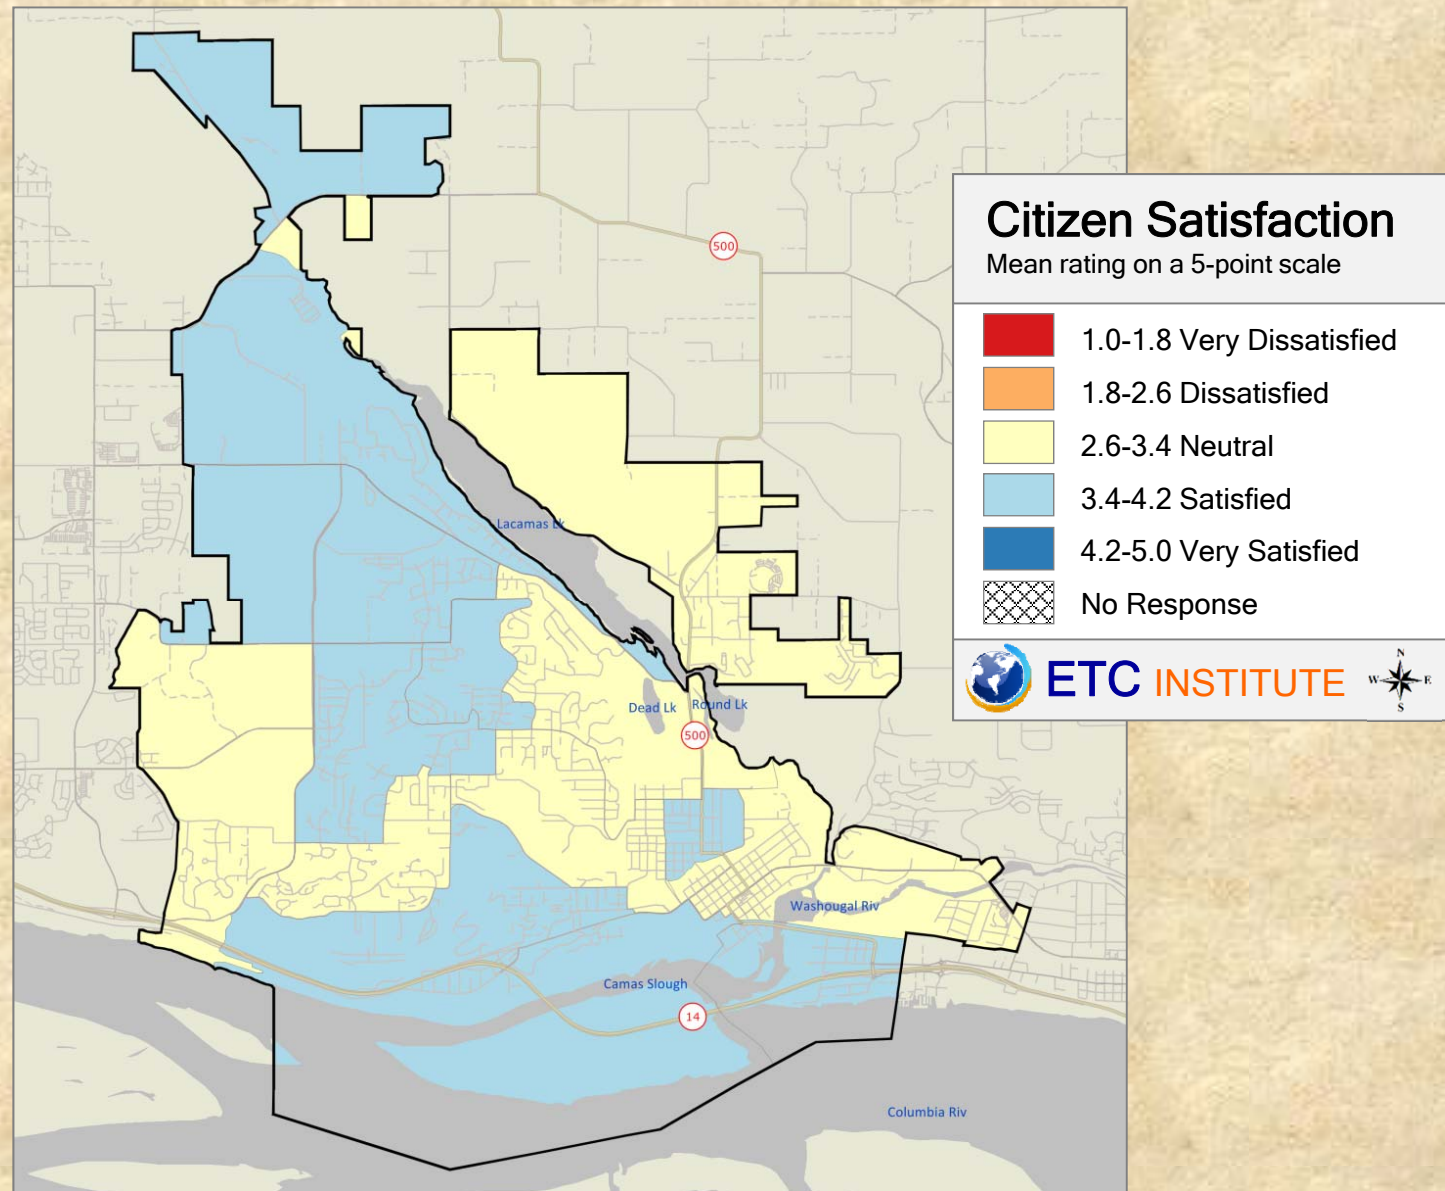 500
Citizen Satisfaction
Mean rating on a 5-point scale
1.0-1.8 Very Dissatisfied
1.8-2.6 Dissatisfied
2.6-3.4 Neutral
3.4-4.2 Satisfied
4.2-5.0 Very Satisfied
No Response
ETC INSTITUTE
N
W E
S
Lacamas Lk
Dead Lk
Round Lk
500
Washougal Riv
Camas Slough
14
Columbia Riv